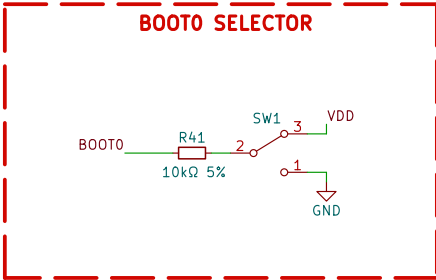 BOOT0 SELECTOR
SW1
3
VDD
BOOT0
R41
2
10kΩ 5%
1
GND